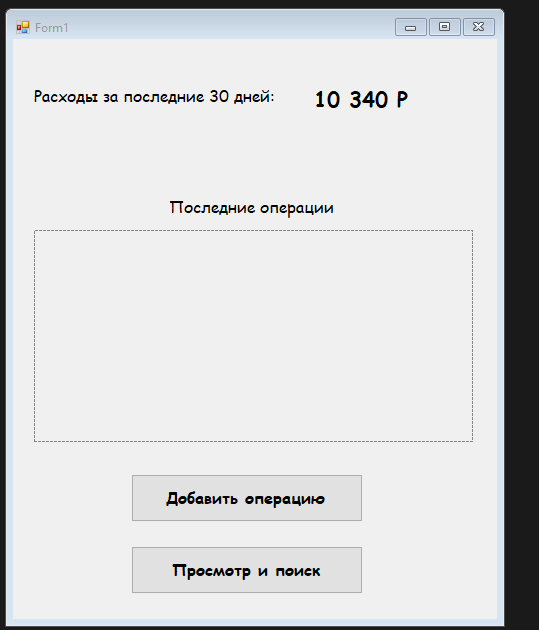 Form1
Расходы за последние 30 дней:
10 340 Р
Последние операции
Добавить операцию
Просмотр и поиск